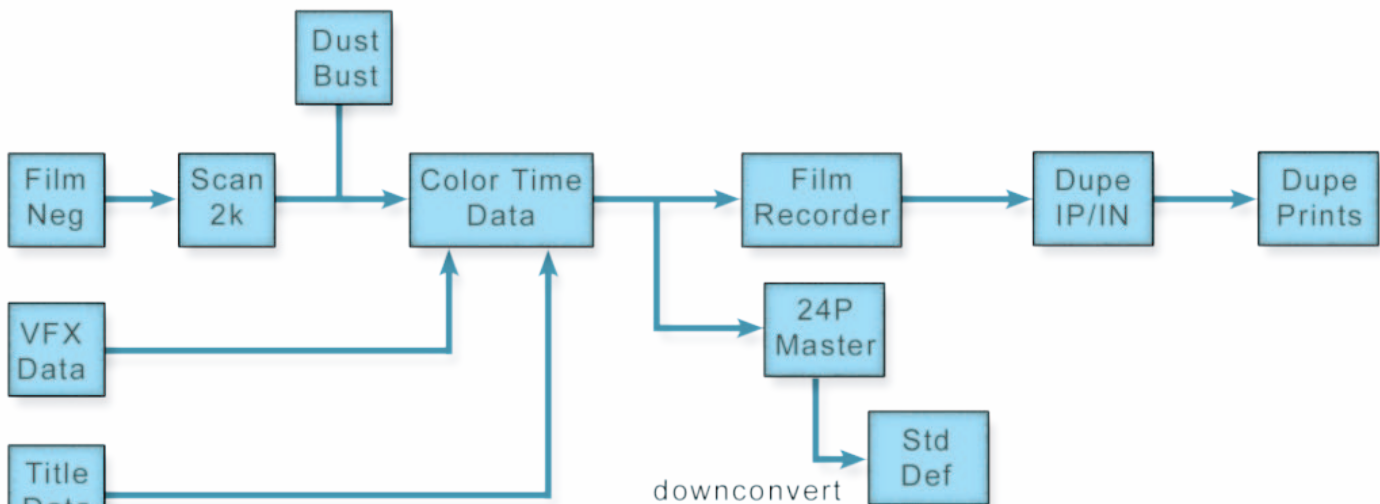 Dust
Bust
Film
Neg
Scan
2k
Color Time
Data
Film
Recorder
Dupe
IP/IN
Dupe
Prints
VFX
Data
24P
Master
Std
Def
Title
Data
downconvert